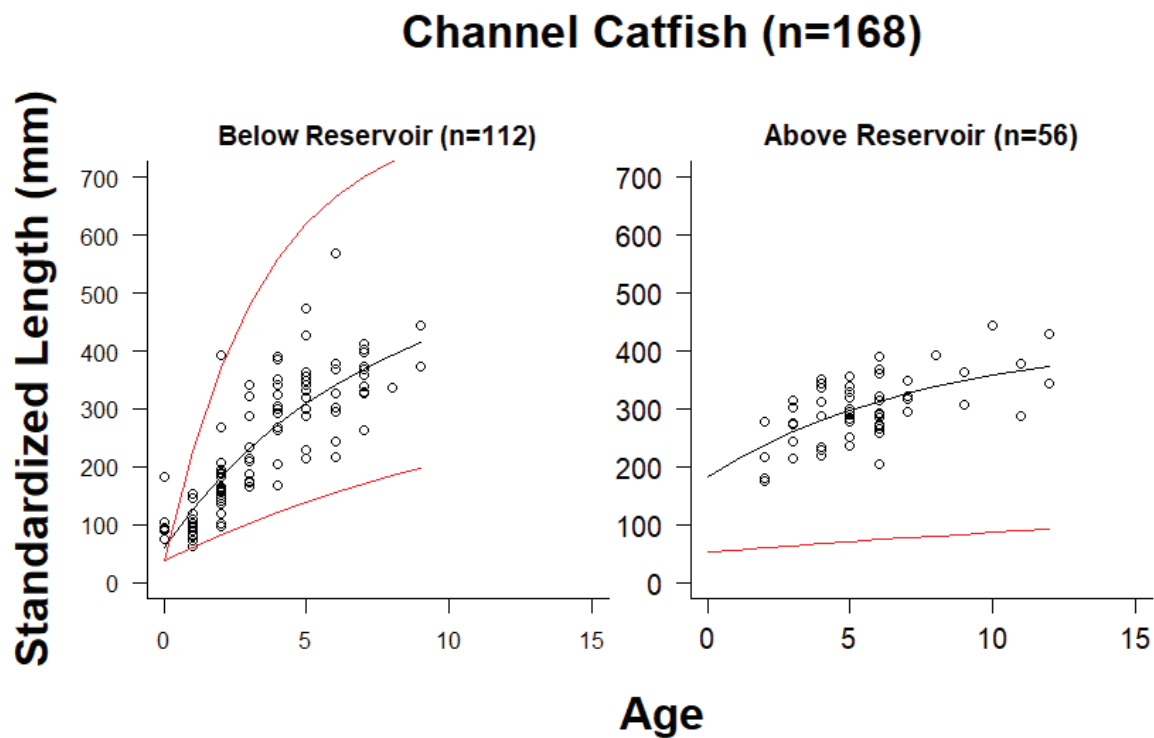 Channel Catfish (n=168)
Standardized Length (mm)
Below Reservoir (n=112)
700
600
500
400
300
200
100
0
0 5 10 15
Above Reservoir (n=56)
700
600
500
400
300
200
100
0
0 5 10 15
Age